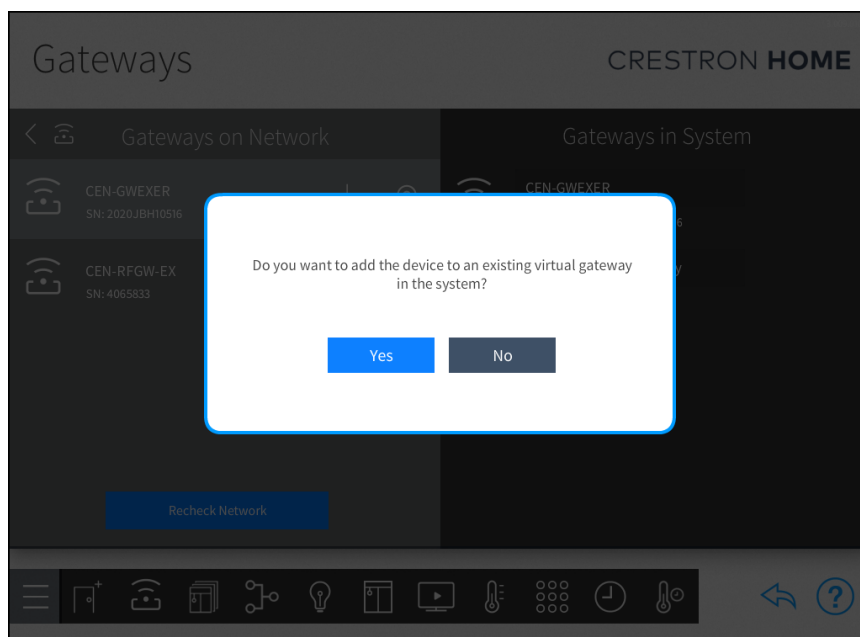 Gateways
CRESTRON HOME
Gateways on Network
Gateways in System
CEN-GWEXER
SN: 2020JBH10516
CEN-GWEXER
6
CEN-RFGW-EX
SN: 4065833
y
Do you want to add the device to an existing virtual gateway
in the system?
Yes
No
Recheck Network
?